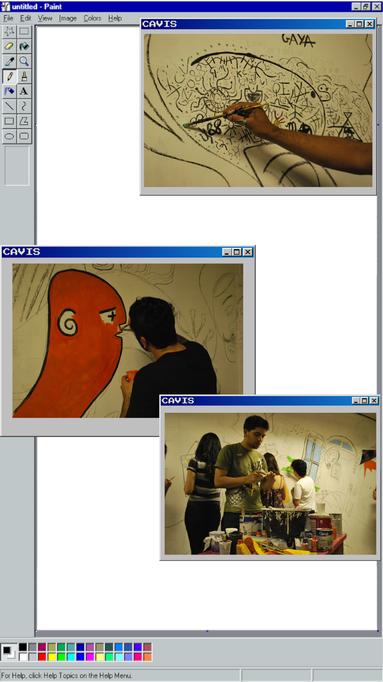 untitled - Paint
File Edit View Image Colors Help
CAVIS
GAYA
CAVIS
CAVIS
For Help, click Help Topics on the Help Menu.